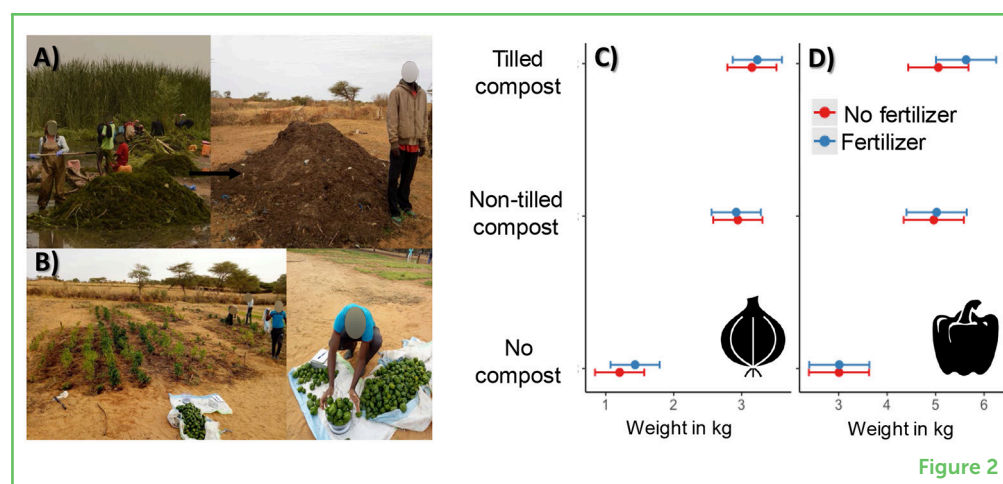 A)
B)
Tilled
compost
Non-tilled
compost
No
compost
C)
D)
No fertilizer
Fertilizer
1 2 3
3 4 5 6
Weight in kg
Weight in kg
Figure 2